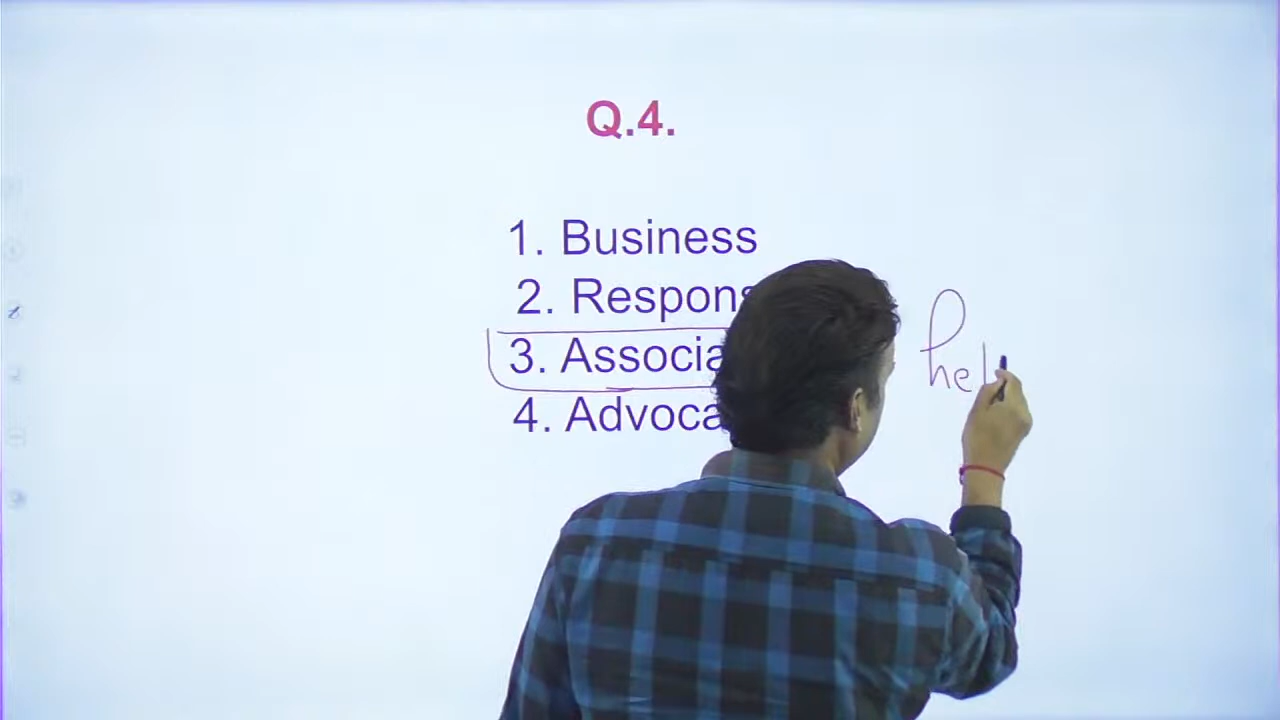 Q.4.
1. Business
2. Respons
3. Associa
4. Advoca
hel